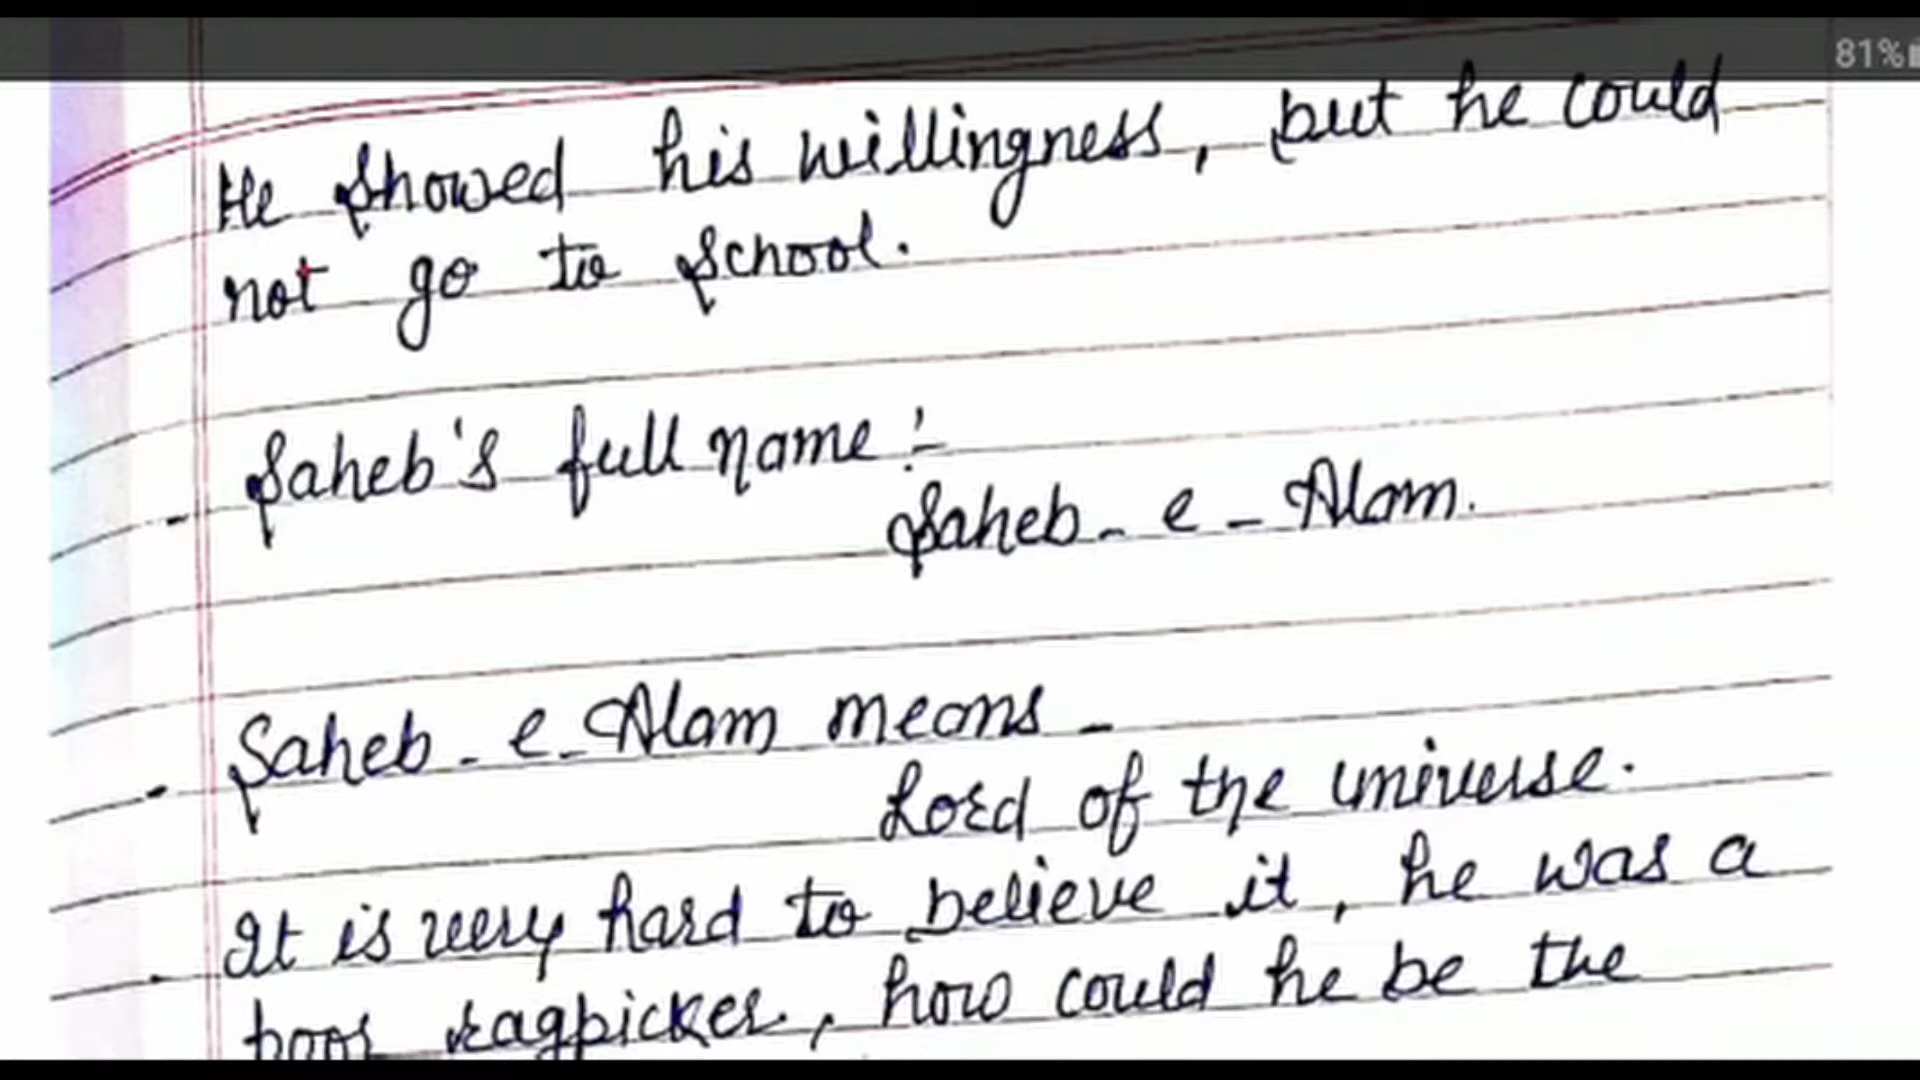 81%
He showed his willingness, but he could
not go to school.
- Saheb's full name :-
Saheb - e - Alam.
- Saheb - e - Alam means -
Lord of the universe.
- It is very hard to believe it, he was a
poor ragpicker, how could he be the